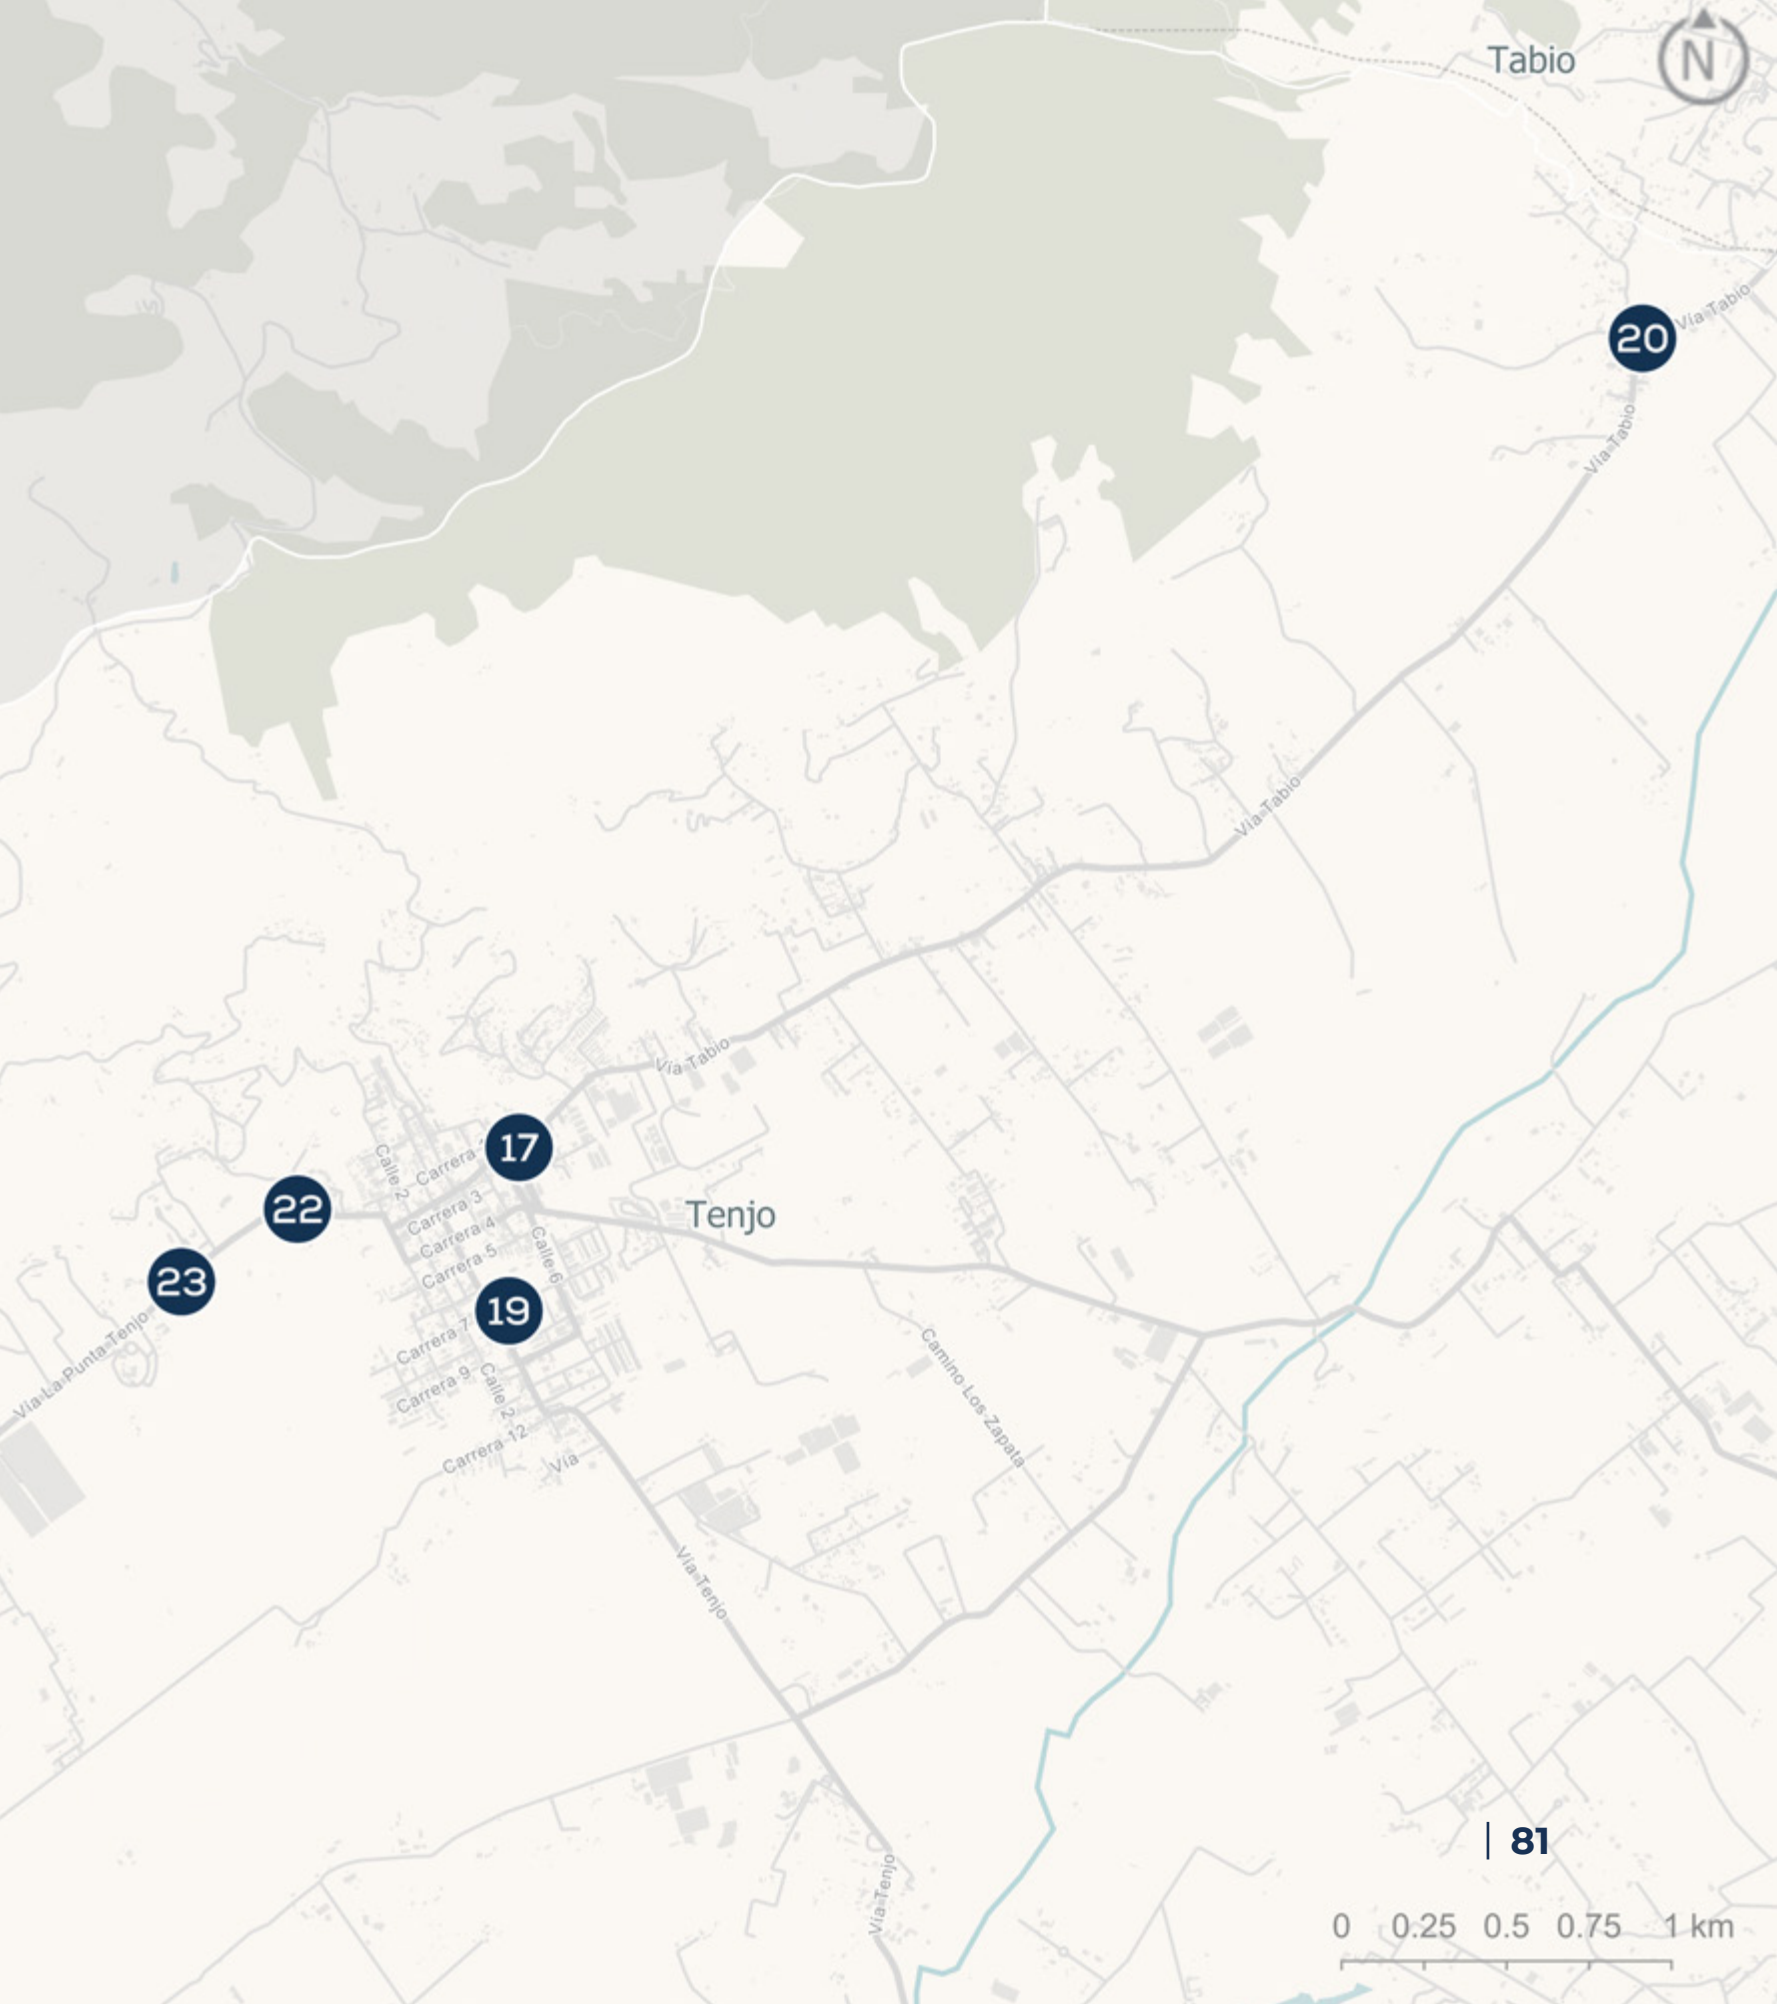 Tabio
N
20
Vía Tabio
Vía Tabio
Vía Tabio
Vía Tabio
17
Calle 2
Carrera
22
Carrera 3
Tenjo
Carrera 4
Carrera 5
Calle 6
23
19
Vía La Punta-Tenjo
Carrera 7
Camino Los Zapata
Carrera 9
Calle 2
Carrera 12
Vía
Vía Tenjo
81
Vía Tenjo
0 0.25 0.5 0.75 1 km